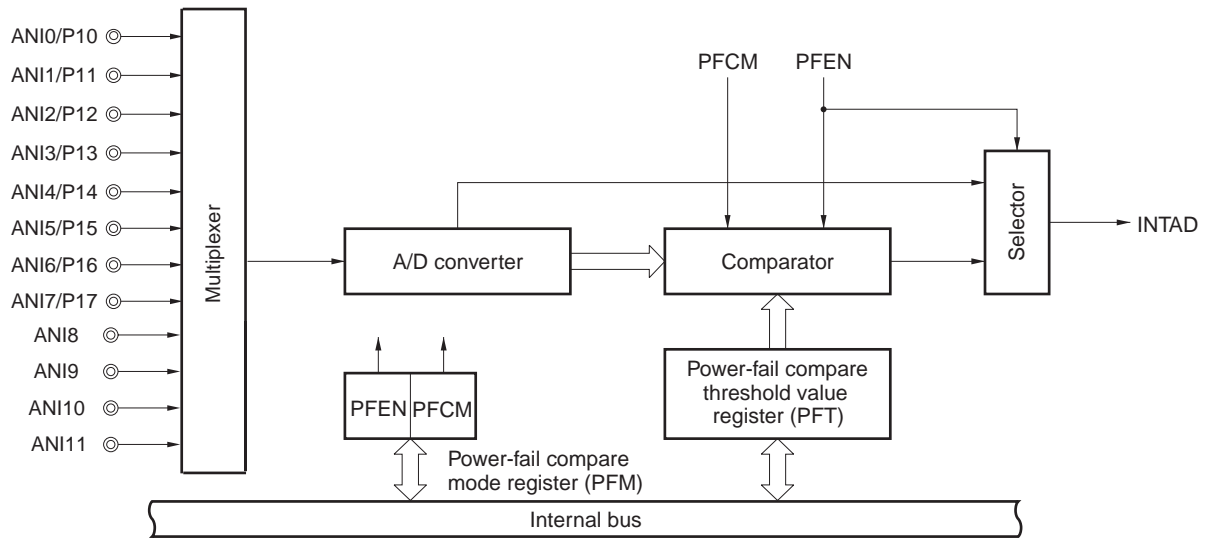 ANI0/P10
ANI1/P11
ANI2/P12
ANI3/P13
ANI4/P14
ANI5/P15
ANI6/P16
ANI7/P17
ANI8
ANI9
ANI10
ANI11
Multiplexer
A/D converter
PFCM
PFEN
Comparator
Selector
INTAD
PFEN
PFCM
Power-fail compare
mode register (PFM)
Power-fail compare
threshold value
register (PFT)
Internal bus